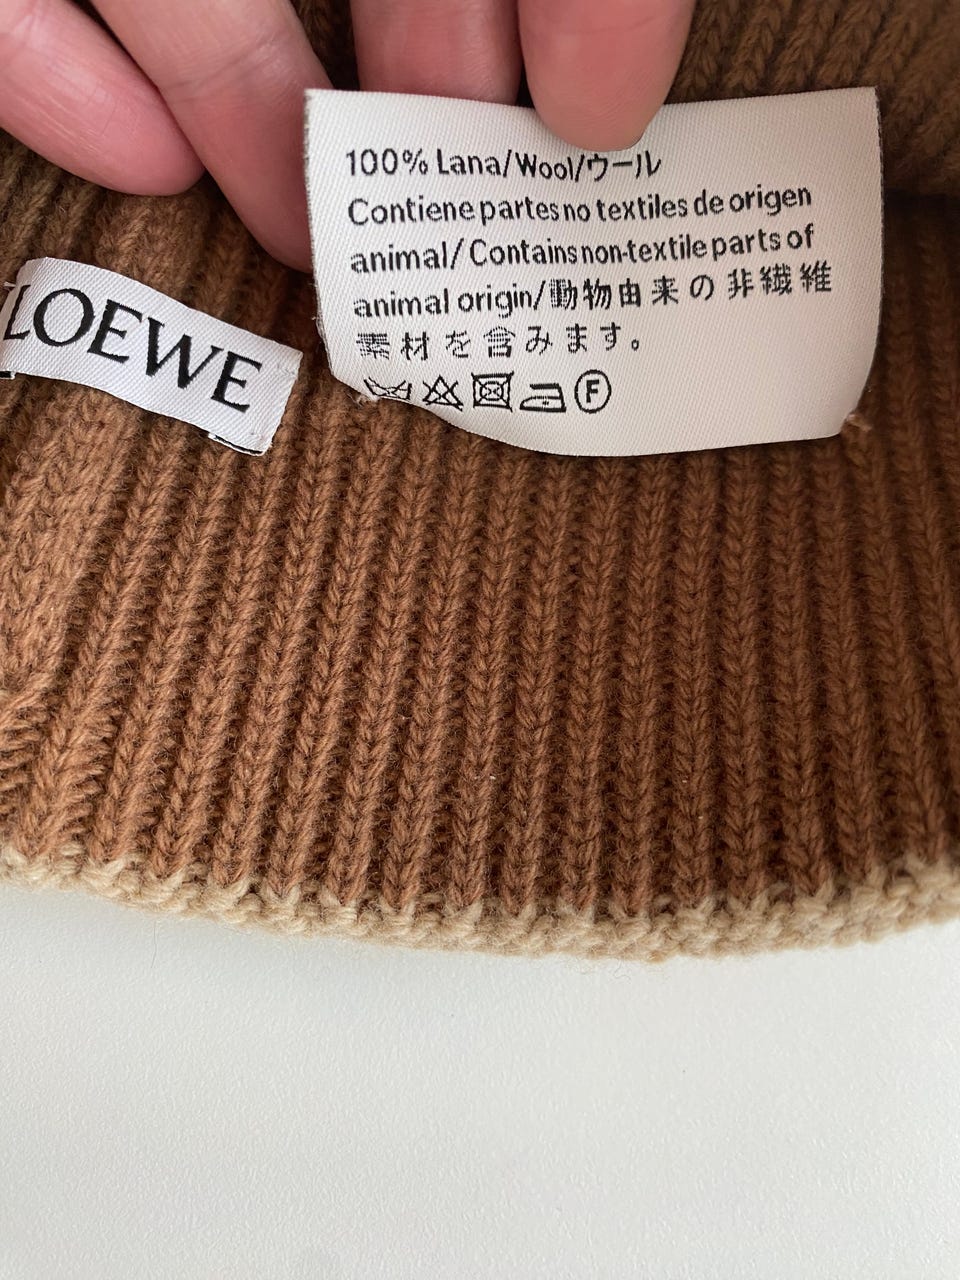 LOEWE
100% Lana/Wool/ウール
Contiene partes no textiles de origen
animal/Contains non-textile parts of
animal origin/動物由来の非繊維
素材を含みます。
Ⓕ